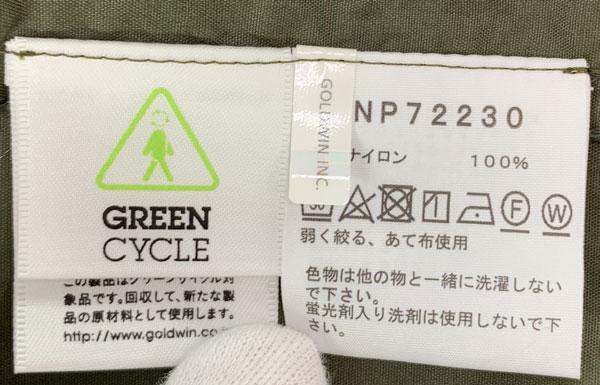 GREEN
CYCLE
この製品はグリーンサイクル対
象品です。回収して、新たな製
品の原材料として使用します。
http://www.goldwin.co.
GOLDWIN INC.
NP72230
ナイロン 100%
F W
弱く絞る、あて布使用
色物は他の物と一緒に洗濯しない
で下さい。
蛍光剤入り洗剤は使用しないで下
さい。